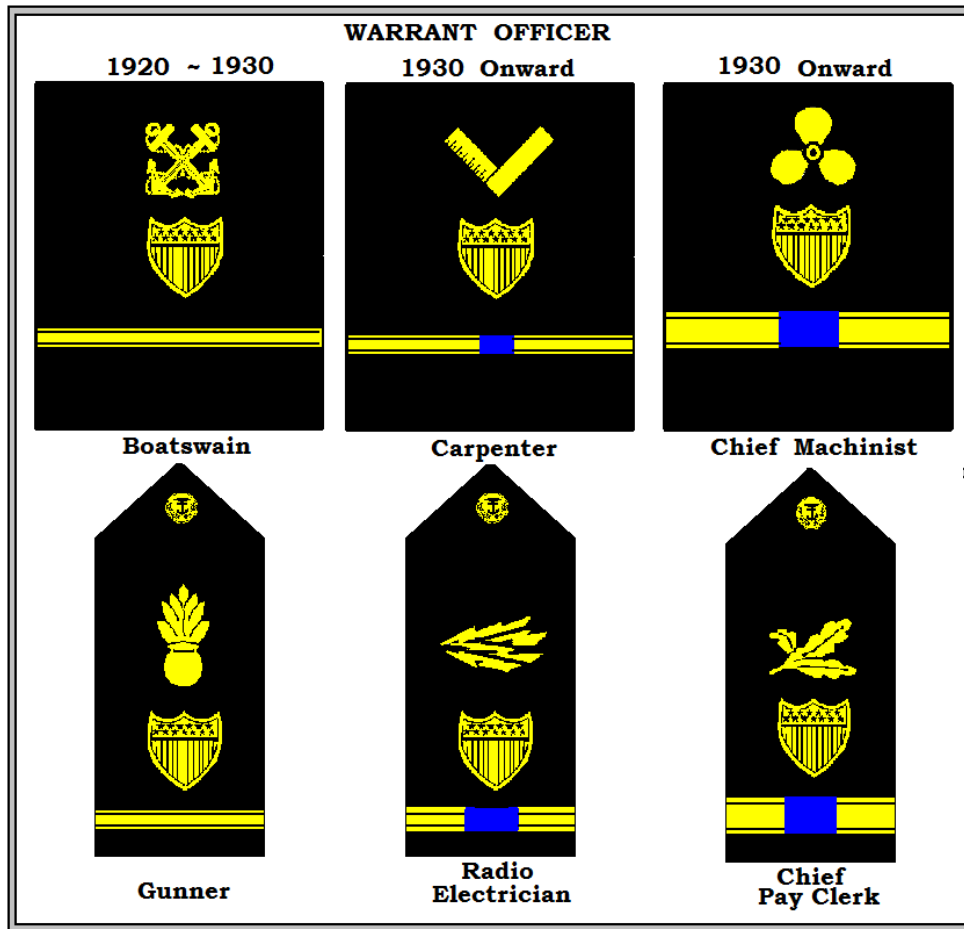 WARRANT OFFICER
1920 ~ 1930
1930 Onward
1930 Onward
Boatswain
Carpenter
Chief Machinist
Gunner
Radio
Electrician
Chief
Pay Clerk